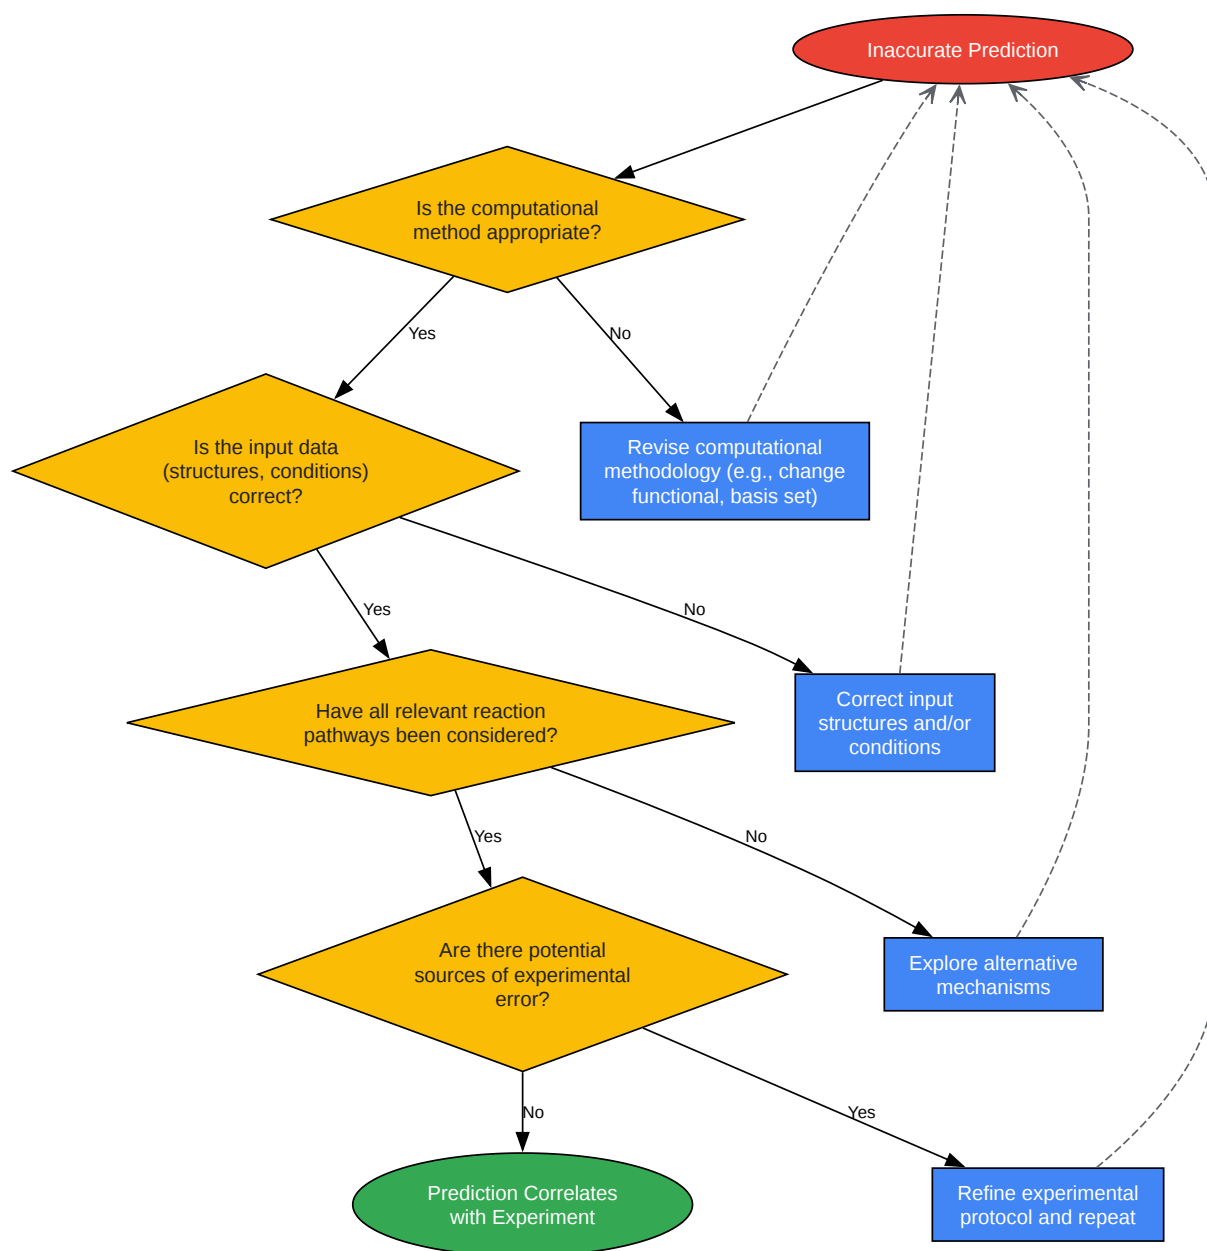 Inaccurate Prediction
Is the computational
method appropriate?
Yes
No
Is the input data
(structures, conditions)
correct?
Revise computational
methodology (e.g., change
functional, basis set)
Yes
No
Have all relevant reaction
pathways been considered?
Correct input
structures and/or
conditions
Yes
No
Are there potential
sources of experimental
error?
Explore alternative
mechanisms
No
Yes
Prediction Correlates
with Experiment
Refine experimental
protocol and repeat